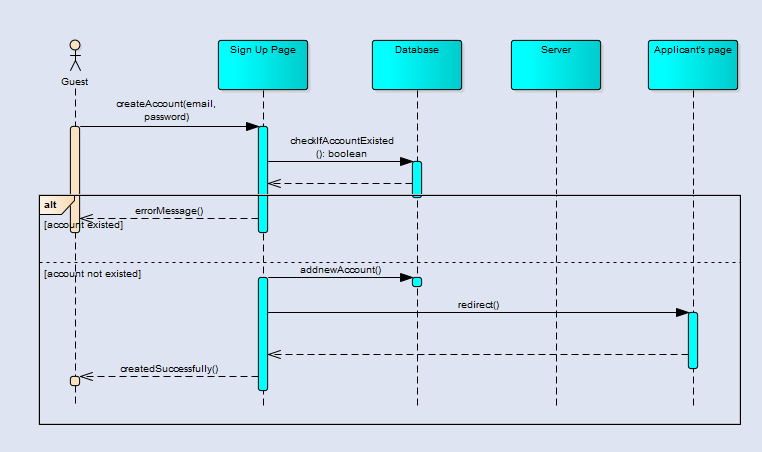 Sign Up Page
Database
Server
Applicant's page
Guest
createAccount(email,
password)
checkIfAccountExisted
(): boolean
alt
errorMessage()
[account existed]
[account not existed]
addnewAccount()
redirect()
createdSuccessfully()